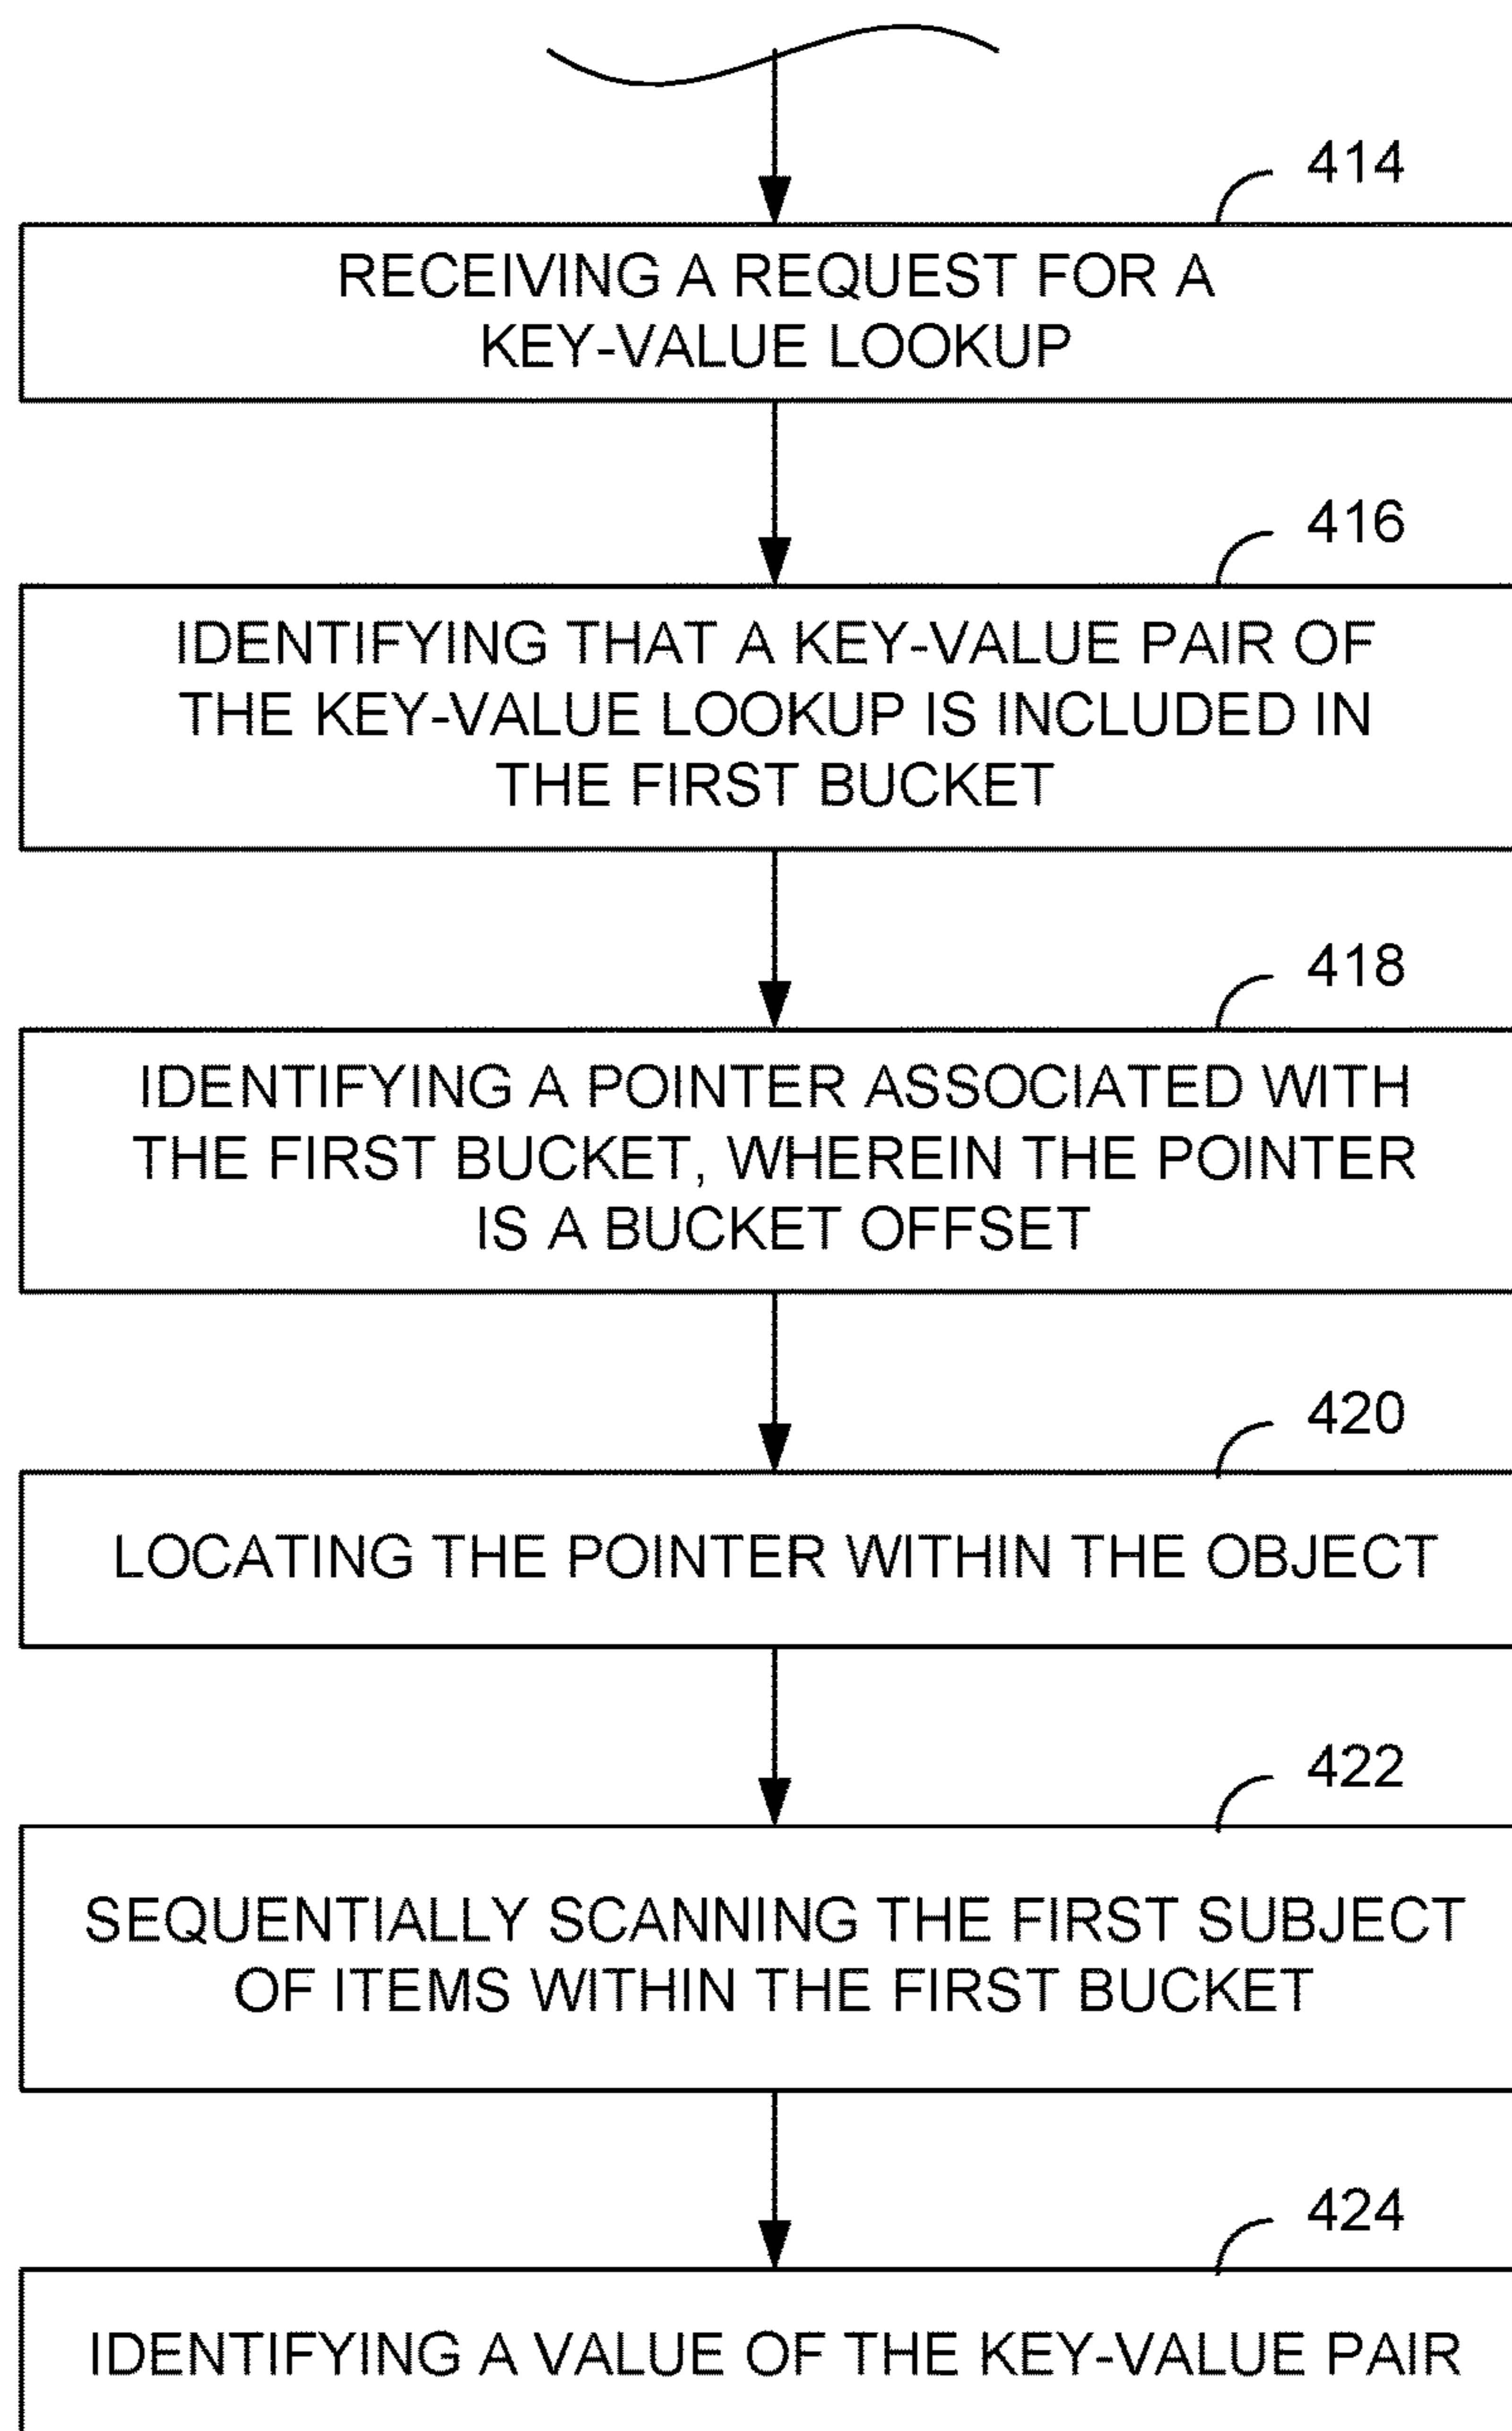 414
RECEIVING A REQUEST FOR A
KEY-VALUE LOOKUP
416
IDENTIFYING THAT A KEY-VALUE PAIR OF
THE KEY-VALUE LOOKUP IS INCLUDED IN
THE FIRST BUCKET
418
IDENTIFYING A POINTER ASSOCIATED WITH
THE FIRST BUCKET, WHEREIN THE POINTER
IS A BUCKET OFFSET
420
LOCATING THE POINTER WITHIN THE OBJECT
422
SEQUENTIALLY SCANNING THE FIRST SUBJECT
OF ITEMS WITHIN THE FIRST BUCKET
424
IDENTIFYING A VALUE OF THE KEY-VALUE PAIR